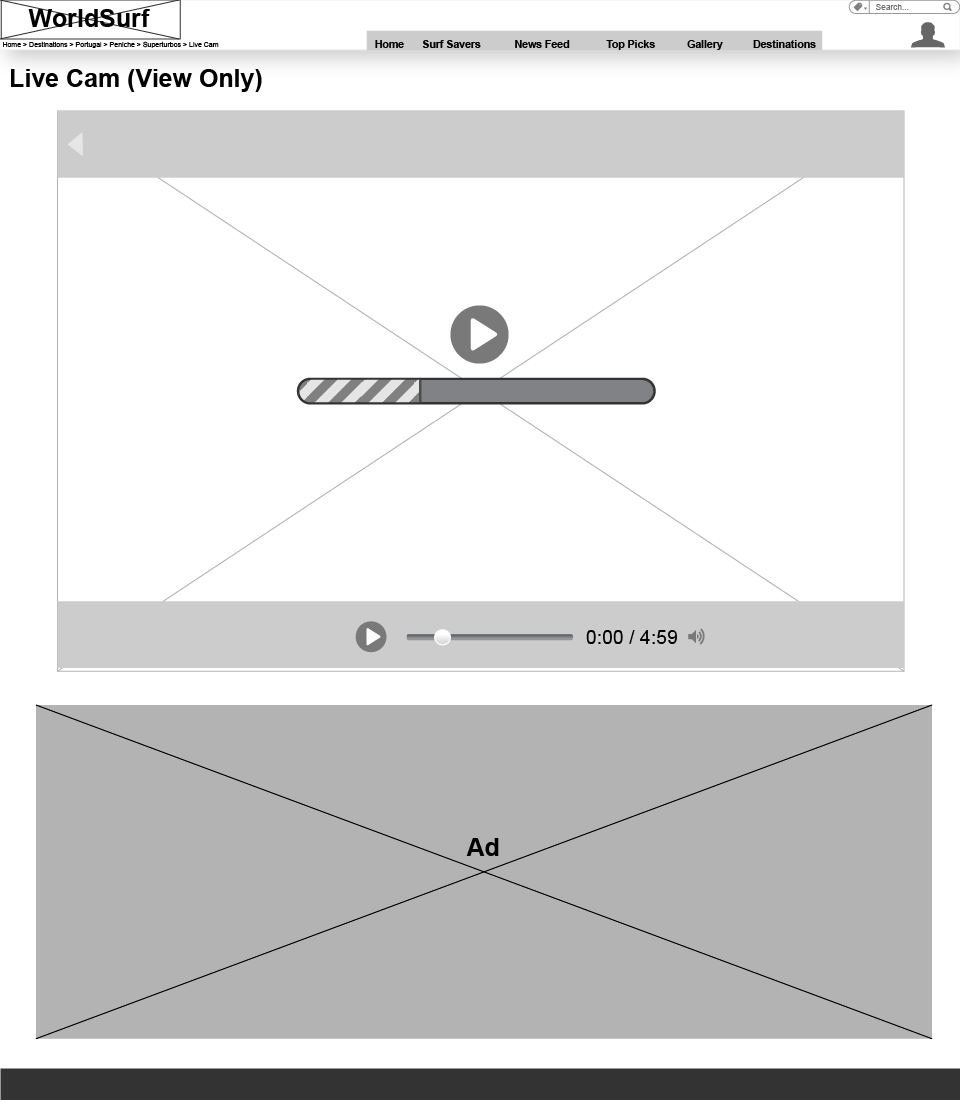 WorldSurf
Search...
Home > Destinations > Portugal > Peniche > Superturbos > Live Cam
Home Surf Savers News Feed Top Picks Gallery Destinations
Live Cam (View Only)
0:00 / 4:59
Ad